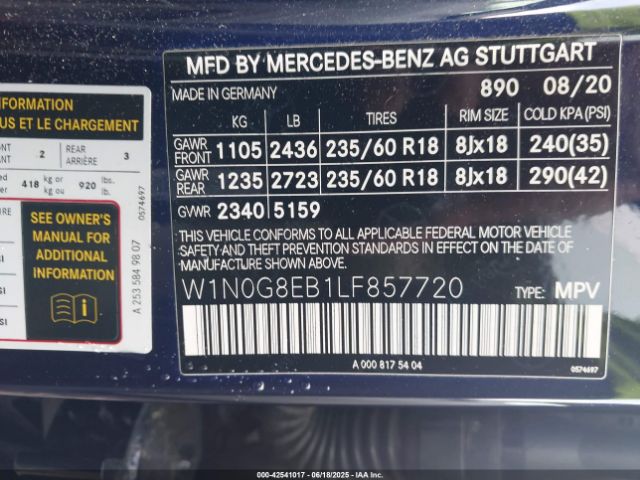 INFORMATION
US ET LE CHARGEMENT
2 REAR ARRIÈRE 3
418 kg or kg ou 920 lbs. lb.
SEE OWNER'S
MANUAL FOR
ADDITIONAL
INFORMATION
A 253 584 98 07
0574697
MFD BY MERCEDES-BENZ AG STUTTGART
MADE IN GERMANY 890 08/20
KG LB TIRES RIM SIZE COLD KPA (PSI)
GAWR FRONT 1105 2436 235/60 R18 8Jx18 240(35)
GAWR REAR 1235 2723 235/60 R18 8Jx18 290(42)
GVWR 2340 5159
THIS VEHICLE CONFORMS TO ALL APPLICABLE FEDERAL MOTOR VEHICLE
SAFETY AND THEFT PREVENTION STANDARDS IN EFFECT ON THE DATE
OF MANUFACTURE SHOWN ABOVE.
W1N0G8EB1LF857720 TYPE: MPV
A 000 817 54 04 0574697
000-42541017 | 06/18/2025 - IAAI.COM